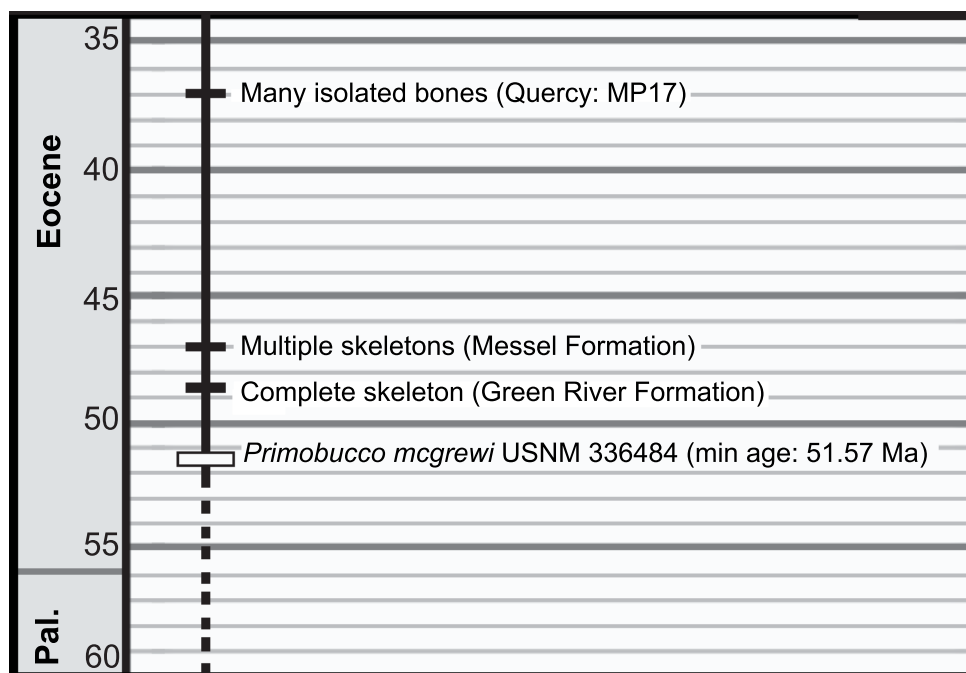 35
Many isolated bones (Quercy: MP17)
Eocene
40
45
Multiple skeletons (Messel Formation)
Complete skeleton (Green River Formation)
50
Primobucco mcgrewi USNM 336484 (min age: 51.57 Ma)
55
Pal.
60